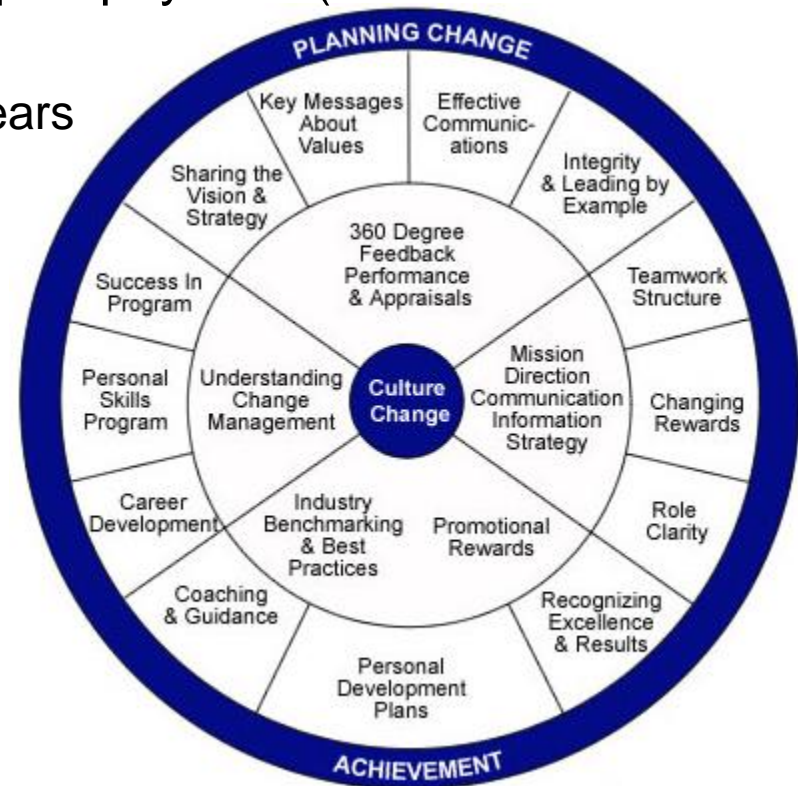 ears
PLANNING CHANGE
Key Messages
About
Values
Effective
Communic-
ations
Sharing the
Vision &
Strategy
Integrity
& Leading by
Example
360 Degree
Feedback
Performance
& Appraisals
Success In
Program
Teamwork
Structure
Personal
Skills
Program
Understanding
Change
Management
Culture
Change
Mission
Direction
Communication
Information
Strategy
Changing
Rewards
Career
Development
Industry
Benchmarking
& Best
Practices
Promotional
Rewards
Role
Clarity
Coaching
& Guidance
Personal
Development
Plans
Recognizing
Excellence
& Results
ACHIEVEMENT